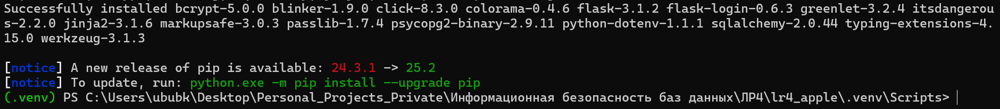 Successfully installed bcrypt-5.0.0 blinker-1.9.0 click-8.3.0 colorama-0.4.6 flask-3.1.2 flask-login-0.6.3 greenlet-3.2.4 itsdangerou
s-2.2.0 jinja2-3.1.6 markupsafe-3.0.3 passlib-1.7.4 psycopg2-binary-2.9.11 python-dotenv-1.1.1 sqlalchemy-2.0.44 typing-extensions-4.
15.0 werkzeug-3.1.3
[notice] A new release of pip is available: 24.3.1 -> 25.2
[notice] To update, run: python.exe -m pip install --upgrade pip
(.venv) PS C:\Users\ububk\Desktop\Personal_Projects_Private\Информационная безопасность баз данных\ЛР4\lr4_apple\.venv\Scripts>